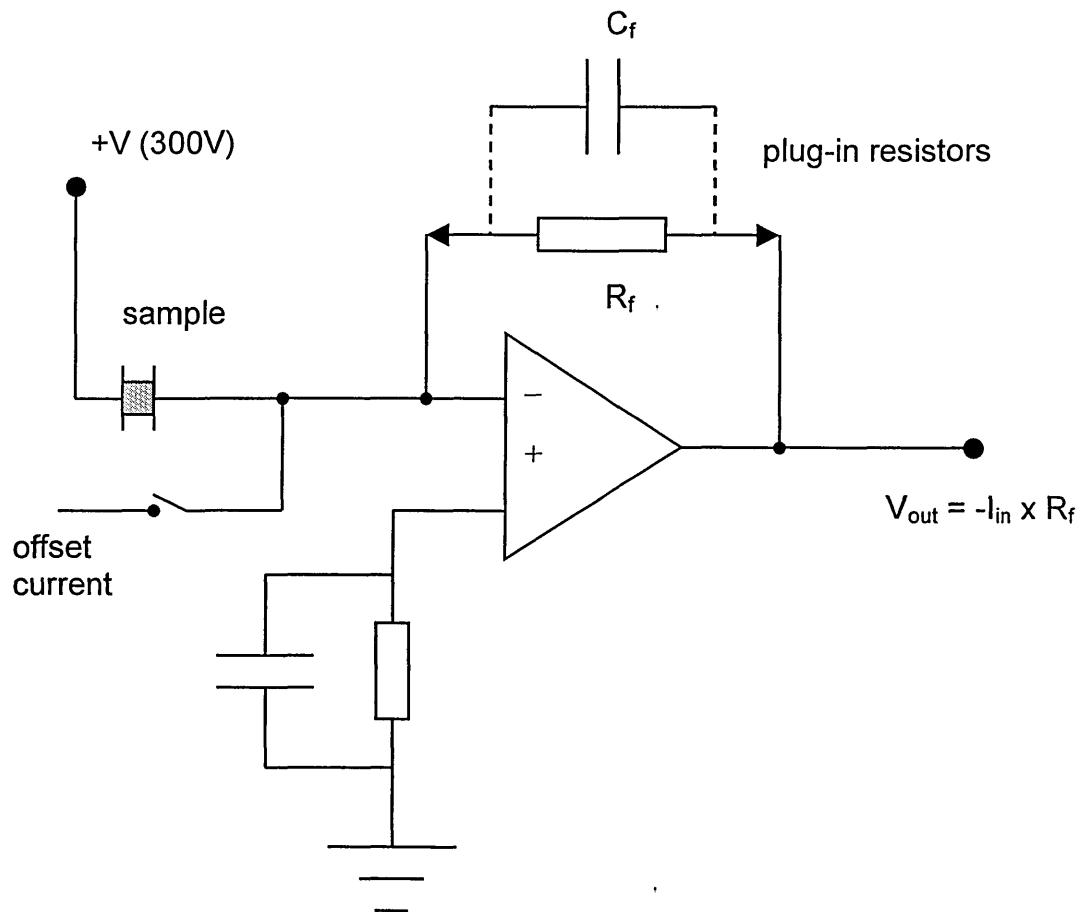 C_f
+V (300V)
plug-in resistors
sample
R_f
−
+
V_out = -I_in x R_f
offset
current